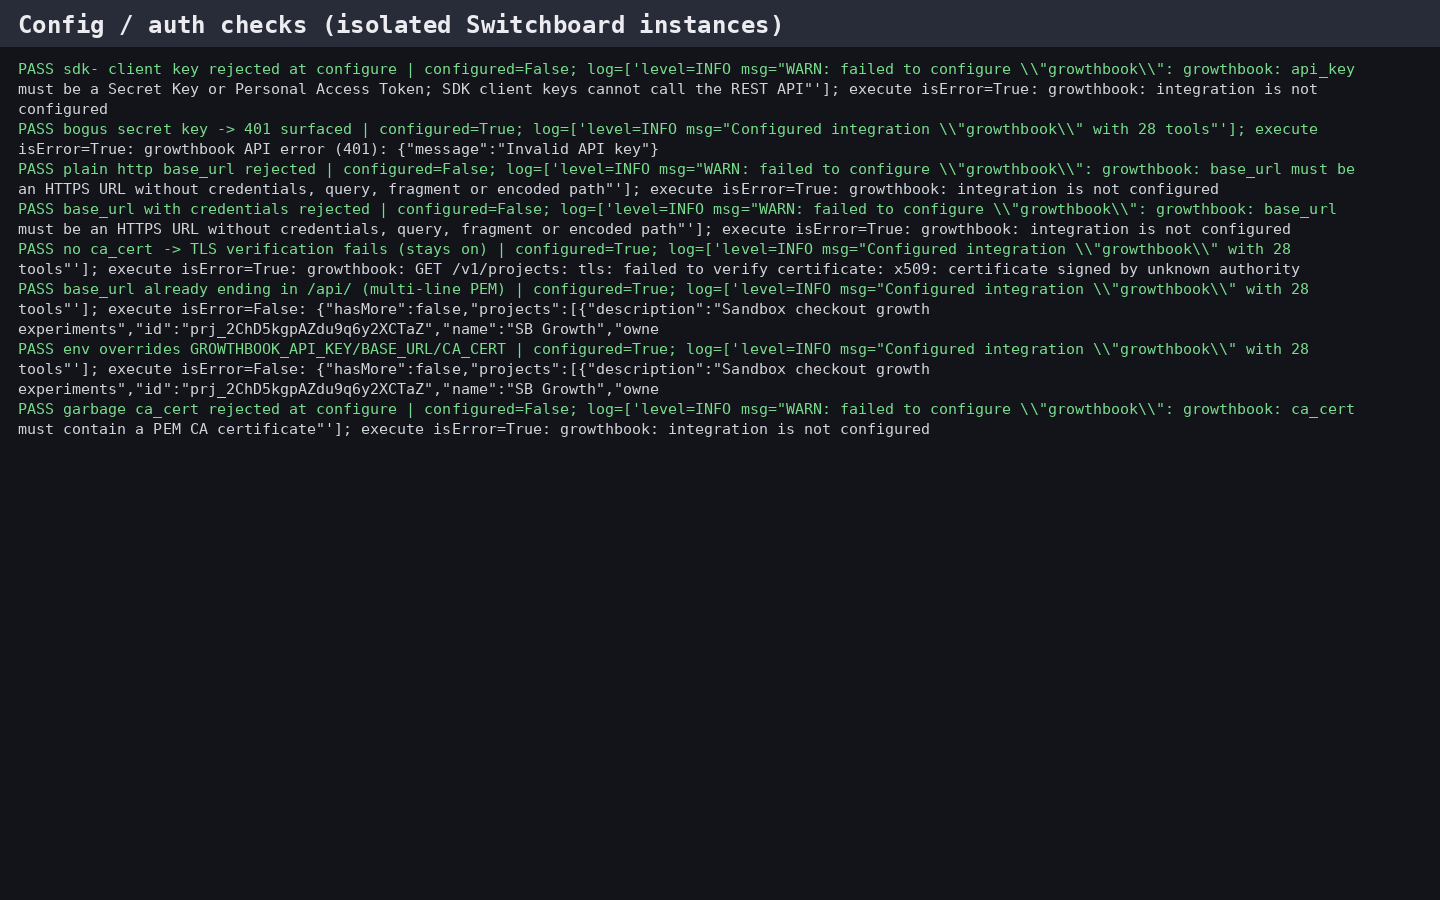 Config / auth checks (isolated Switchboard instances)
PASS sdk- client key rejected at configure | configured=False; log=['level=INFO msg="WARN: failed to configure \\"growthbook\\": growthbook: api_key
must be a Secret Key or Personal Access Token; SDK client keys cannot call the REST API"']; execute isError=True: growthbook: integration is not
configured
PASS bogus secret key -> 401 surfaced | configured=True; log=['level=INFO msg="Configured integration \\"growthbook\\" with 28 tools"']; execute
isError=True: growthbook API error (401): {"message":"Invalid API key"}
PASS plain http base_url rejected | configured=False; log=['level=INFO msg="WARN: failed to configure \\"growthbook\\": growthbook: base_url must be
an HTTPS URL without credentials, query, fragment or encoded path"']; execute isError=True: growthbook: integration is not configured
PASS base_url with credentials rejected | configured=False; log=['level=INFO msg="WARN: failed to configure \\"growthbook\\": growthbook: base_url
must be an HTTPS URL without credentials, query, fragment or encoded path"']; execute isError=True: growthbook: integration is not configured
PASS no ca_cert -> TLS verification fails (stays on) | configured=True; log=['level=INFO msg="Configured integration \\"growthbook\\" with 28
tools"']; execute isError=True: growthbook: GET /v1/projects: tls: failed to verify certificate: x509: certificate signed by unknown authority
PASS base_url already ending in /api/ (multi-line PEM) | configured=True; log=['level=INFO msg="Configured integration \\"growthbook\\" with 28
tools"']; execute isError=False: {"hasMore":false,"projects":[{"description":"Sandbox checkout growth
experiments","id":"prj_2ChD5kgpAZdu9q6y2XCTaZ","name":"SB Growth","owne
PASS env overrides GROWTHBOOK_API_KEY/BASE_URL/CA_CERT | configured=True; log=['level=INFO msg="Configured integration \\"growthbook\\" with 28
tools"']; execute isError=False: {"hasMore":false,"projects":[{"description":"Sandbox checkout growth
experiments","id":"prj_2ChD5kgpAZdu9q6y2XCTaZ","name":"SB Growth","owne
PASS garbage ca_cert rejected at configure | configured=False; log=['level=INFO msg="WARN: failed to configure \\"growthbook\\": growthbook: ca_cert
must contain a PEM CA certificate"']; execute isError=True: growthbook: integration is not configured